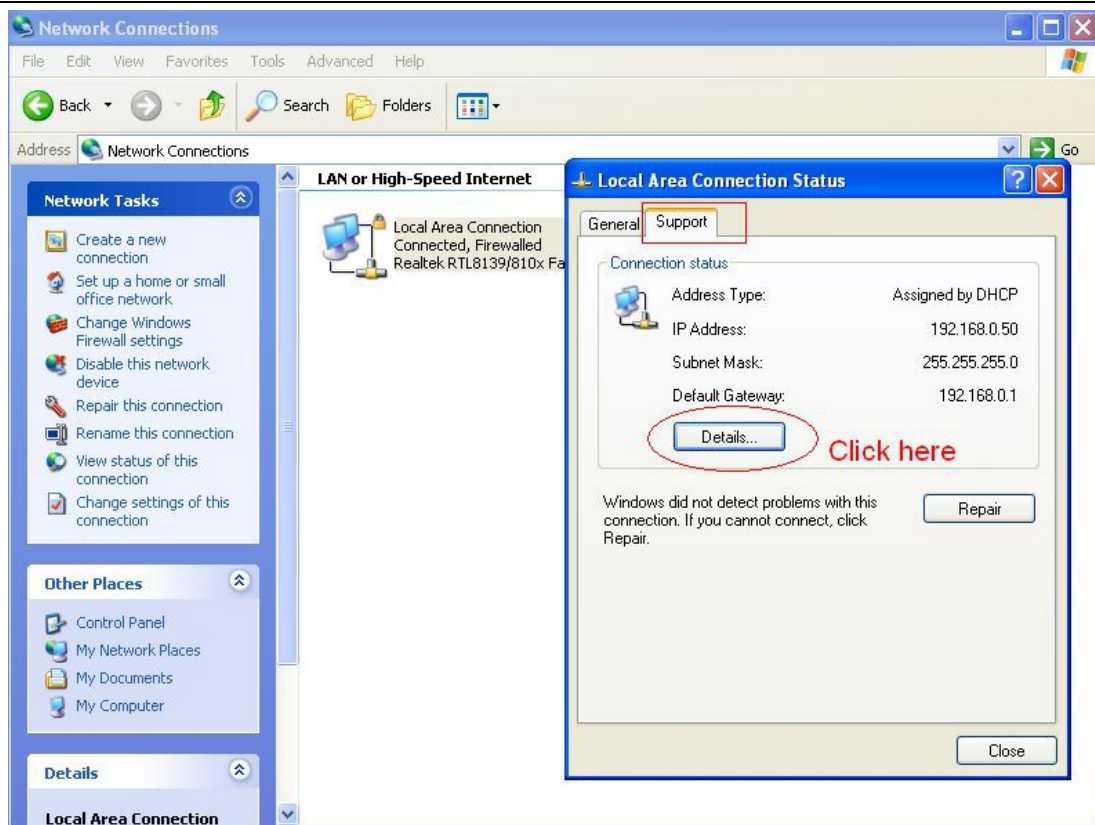 Network Connections
File Edit View Favorites Tools Advanced Help
Back Search Folders
Address Network Connections Go
Network Tasks
Create a new
connection
Set up a home or small
office network
Change Windows
Firewall settings
Disable this network
device
Repair this connection
Rename this connection
View status of this
connection
Change settings of this
connection
Other Places
Control Panel
My Network Places
My Documents
My Computer
Details
Local Area Connection
LAN or High-Speed Internet
Local Area Connection
Connected, Firewalled
Realtek RTL8139/810x Fa
Local Area Connection Status
General Support
Connection status
Address Type: Assigned by DHCP
IP Address: 192.168.0.50
Subnet Mask: 255.255.255.0
Default Gateway: 192.168.0.1
Details...
Click here
Windows did not detect problems with this
connection. If you cannot connect, click
Repair.
Repair
Close